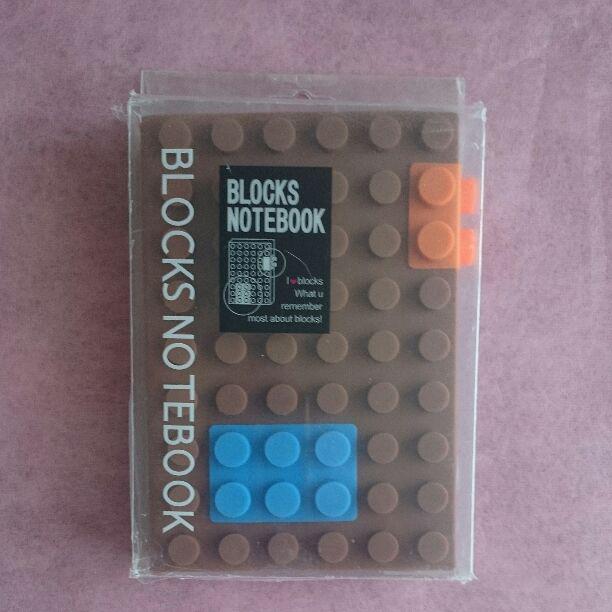 BLOCKS NOTEBOOK
BLOCKS
NOTEBOOK
I♥blocks
What u
remember
most about blocks!